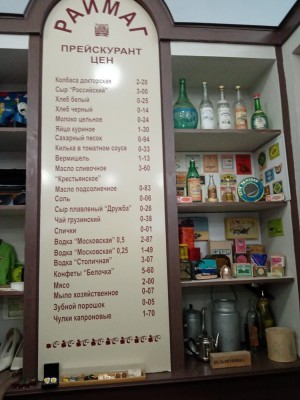 РАЙМАГ
ПРЕЙСКУРАНТ
ЦЕН
Колбаса докторская 2-20
Сыр "Российский" 3-00
Хлеб белый 0-25
Хлеб черный 0-14
Молоко цельное 0-24
Яйцо куриное 1-30
Сахарный песок 0-94
Килька в томатном соусе 0-33
Вермишель 1-13
Масло сливочное 3-60
"Крестьянское"
Масло подсолнечное 0-83
Соль 0-06
Сыр плавленый "Дружба" 0-26
Чай грузинский 0-38
Спички 0-01
Водка "Московская" 0,5 2-87
Водка "Московская" 0,25 1-49
Водка "Столичная" 3-07
Конфеты "Белочка" 5-60
Мясо 2-00
Мыло хозяйственное 0-07
Зубной порошок 0-05
Чулки капроновые 1-70